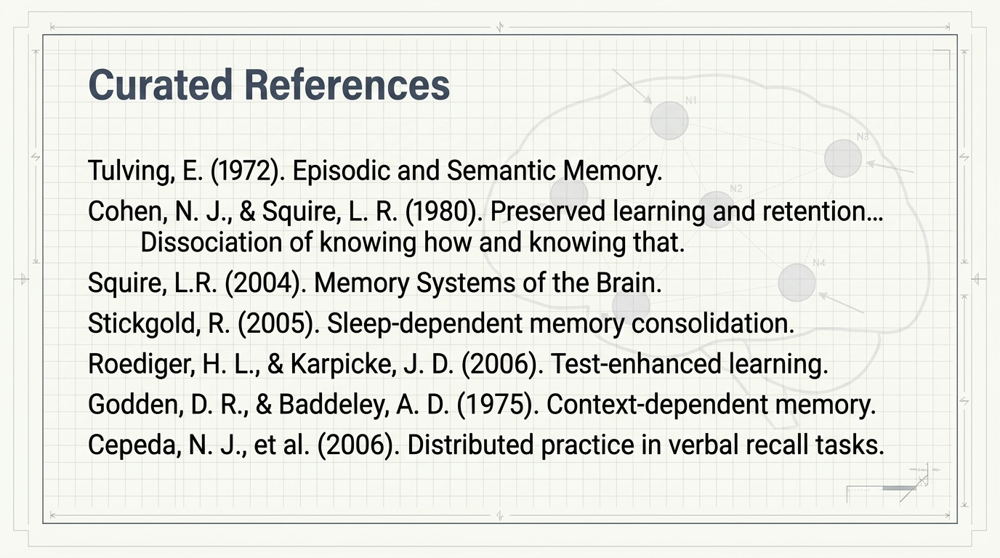 Curated References
Tulving, E. (1972). Episodic and Semantic Memory.
Cohen, N. J., & Squire, L. R. (1980). Preserved learning and retention...
Dissociation of knowing how and knowing that.
Squire, L.R. (2004). Memory Systems of the Brain.
Stickgold, R. (2005). Sleep-dependent memory consolidation.
Roediger, H. L., & Karpicke, J. D. (2006). Test-enhanced learning.
Godden, D. R., & Baddeley, A. D. (1975). Context-dependent memory.
Cepeda, N. J., et al. (2006). Distributed practice in verbal recall tasks.
N1
N3
N2
N4